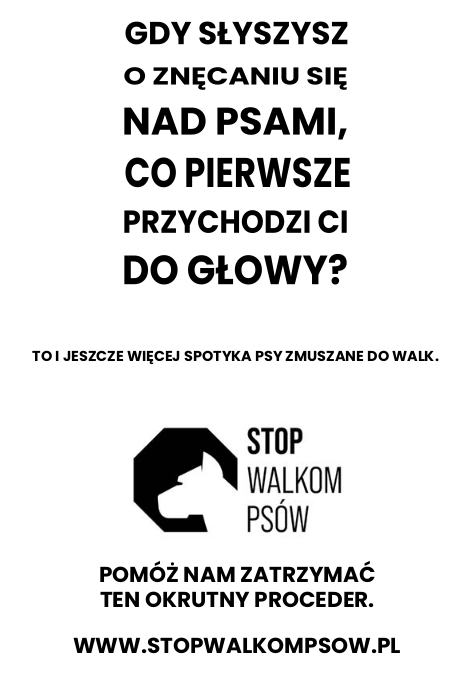 GDY SŁYSZYSZ
O ZNĘCANIU SIĘ
NAD PSAMI,
CO PIERWSZE
PRZYCHODZI CI
DO GŁOWY?
TO I JESZCZE WIĘCEJ SPOTYKA PSY ZMUSZANE DO WALK.
STOP
WALKOM
PSÓW
POMÓŻ NAM ZATRZYMAĆ
TEN OKRUTNY PROCEDER.
WWW.STOPWALKOMPSOW.PL